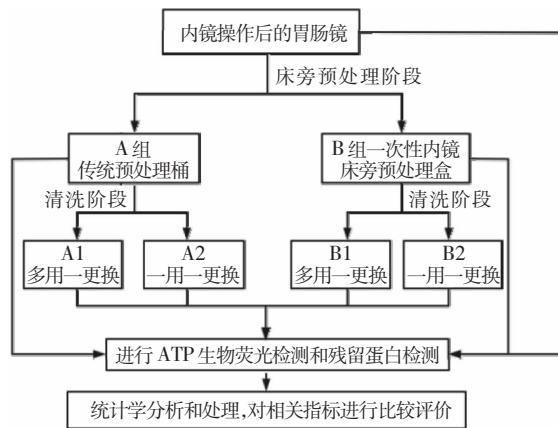 内镜操作后的胃肠镜
床旁预处理阶段
A 组
传统预处理桶
B 组一次性内镜
床旁预处理盒
清洗阶段
清洗阶段
A1
多用一更换
A2
一用一更换
B1
多用一更换
B2
一用一更换
进行 ATP 生物荧光检测和残留蛋白检测
统计学分析和处理,对相关指标进行比较评价